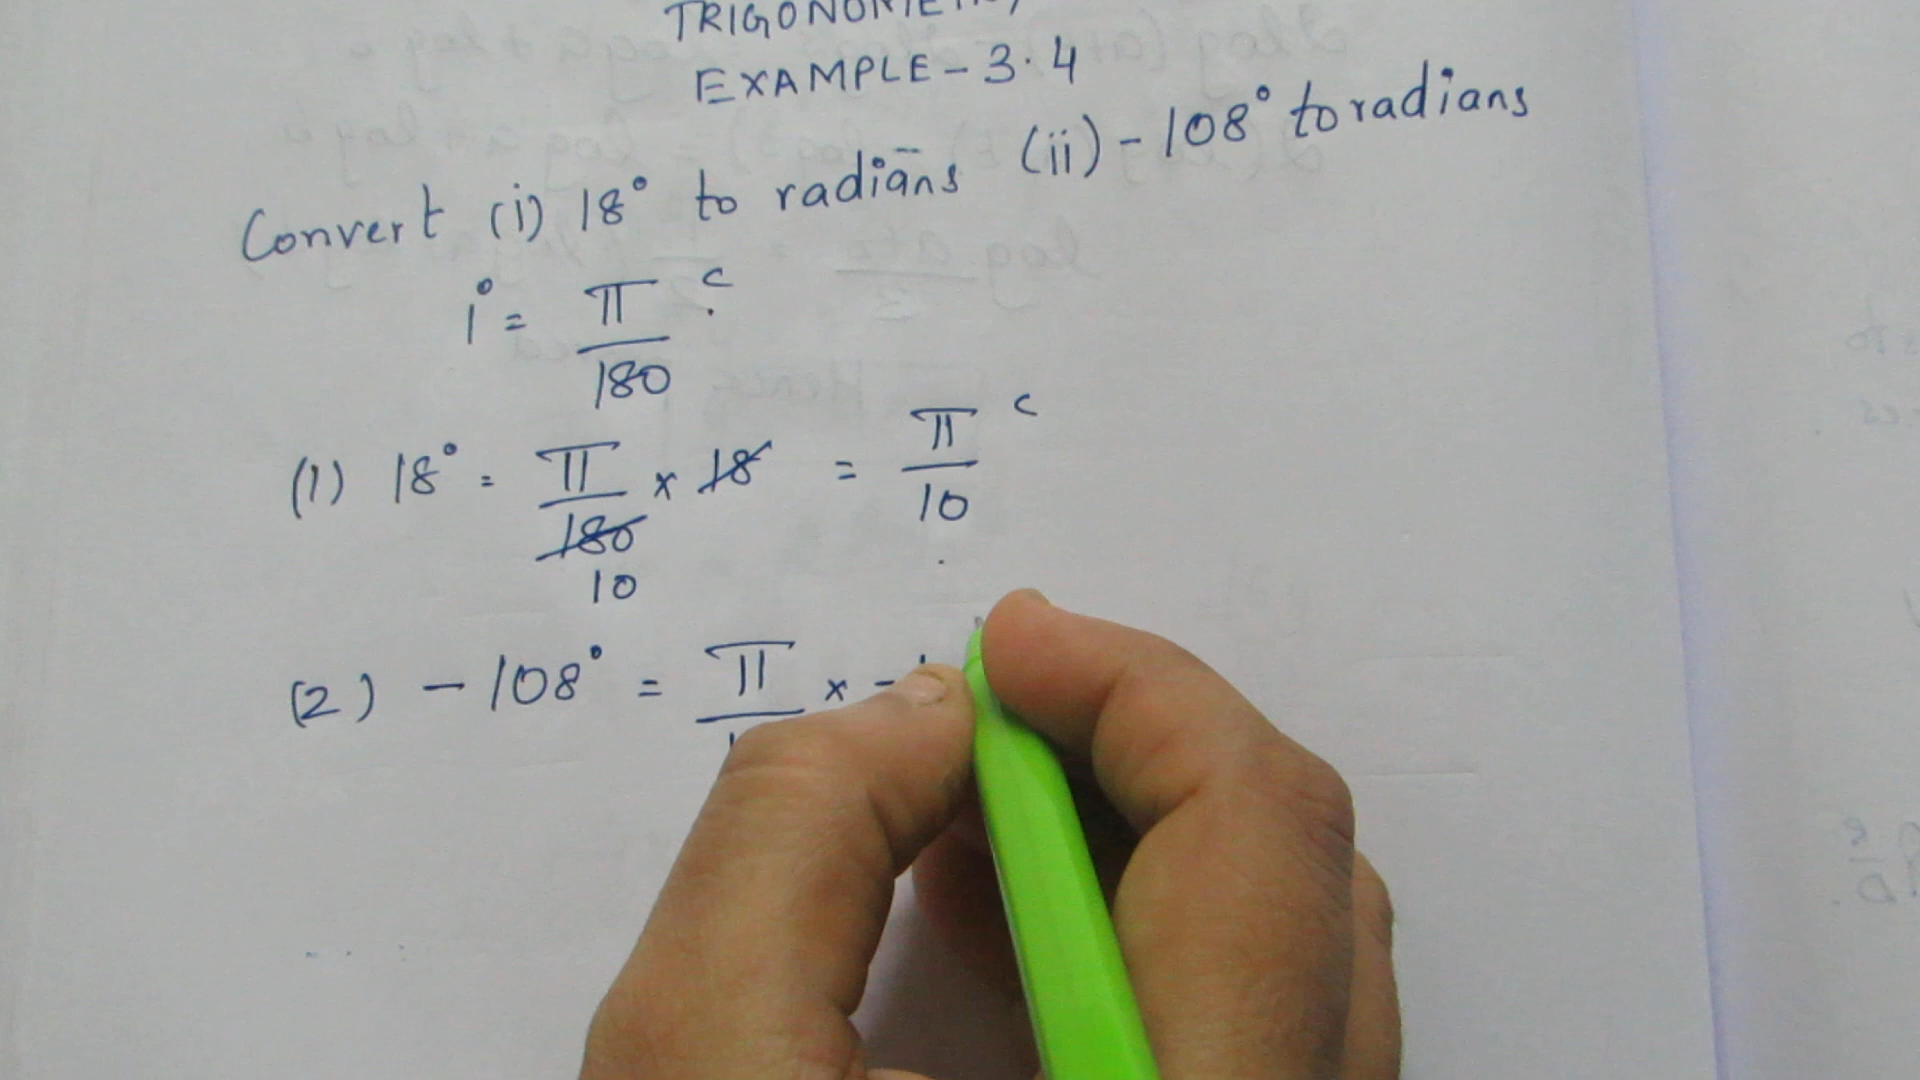 TRIGONOMETRY
EXAMPLE - 3.4
Convert (i) 18° to radians (ii) - 108° to radians
1° = π/180 c
(1) 18° = π/180 × 18 = π/10 c
10
(2) - 108° = π/ × -